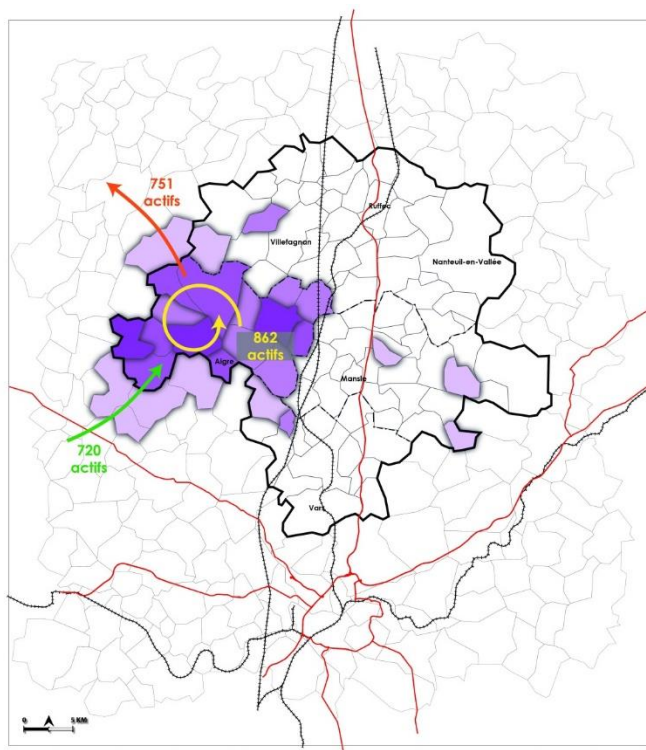 751
actifs
Ruffec
Villefagnan
Nanteuil-en-Vallée
862
actifs
Aigre
Mansle
720
actifs
Vars
0 5 KM